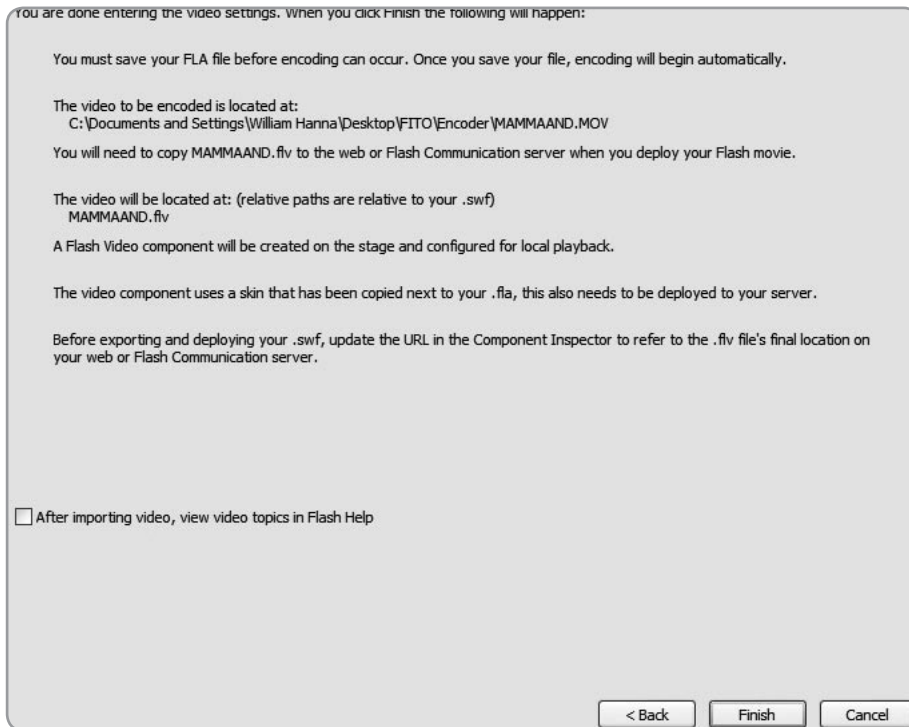 You are done entering the video settings. When you click Finish the following will happen:
You must save your FLA file before encoding can occur. Once you save your file, encoding will begin automatically.
The video to be encoded is located at:
C:\Documents and Settings\William Hanna\Desktop\FITO\Encoder\MAMMAAND.MOV
You will need to copy MAMMAAND.flv to the web or Flash Communication server when you deploy your Flash movie.
The video will be located at: (relative paths are relative to your .swf)
MAMMAAND.flv
A Flash Video component will be created on the stage and configured for local playback.
The video component uses a skin that has been copied next to your .fla, this also needs to be deployed to your server.
Before exporting and deploying your .swf, update the URL in the Component Inspector to refer to the .flv file's final location on
your web or Flash Communication server.
After importing video, view video topics in Flash Help
< Back Finish Cancel